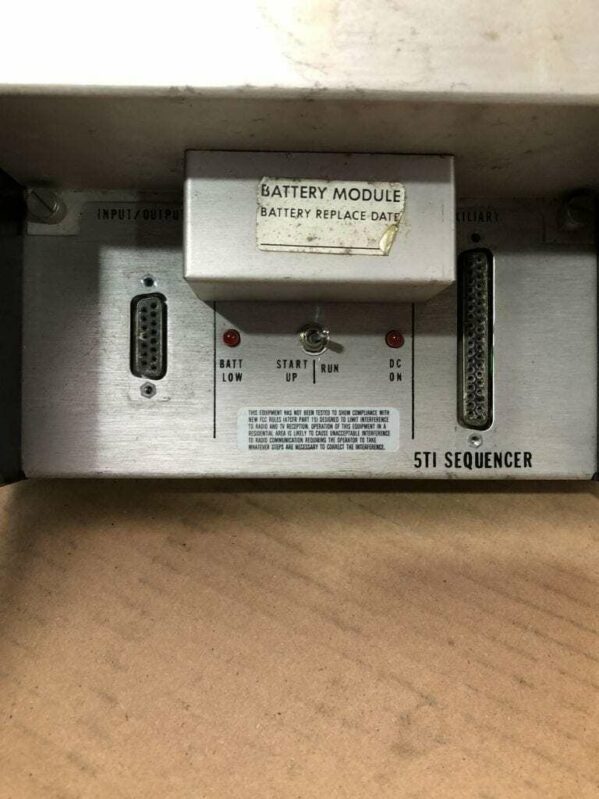 BATTERY MODULE
BATTERY REPLACE DATE
INPUT/OUTPUT
XILIARY
BATT
LOW
START
UP
RUN
DC
ON
THIS EQUIPMENT HAS NOT BEEN TESTED TO SHOW COMPLIANCE WITH
NEW FCC RULES (47CFR PART 15) DESIGNED TO LIMIT INTERFERENCE
TO RADIO AND TV RECEPTION. OPERATION OF THIS EQUIPMENT IN A
RESIDENTIAL AREA IS LIKELY TO CAUSE UNACCEPTABLE INTERFERENCE
TO RADIO COMMUNICATION REQUIRING THE OPERATOR TO TAKE
WHATEVER STEPS ARE NECESSARY TO CORRECT THE INTERFERENCE.
5TI SEQUENCER